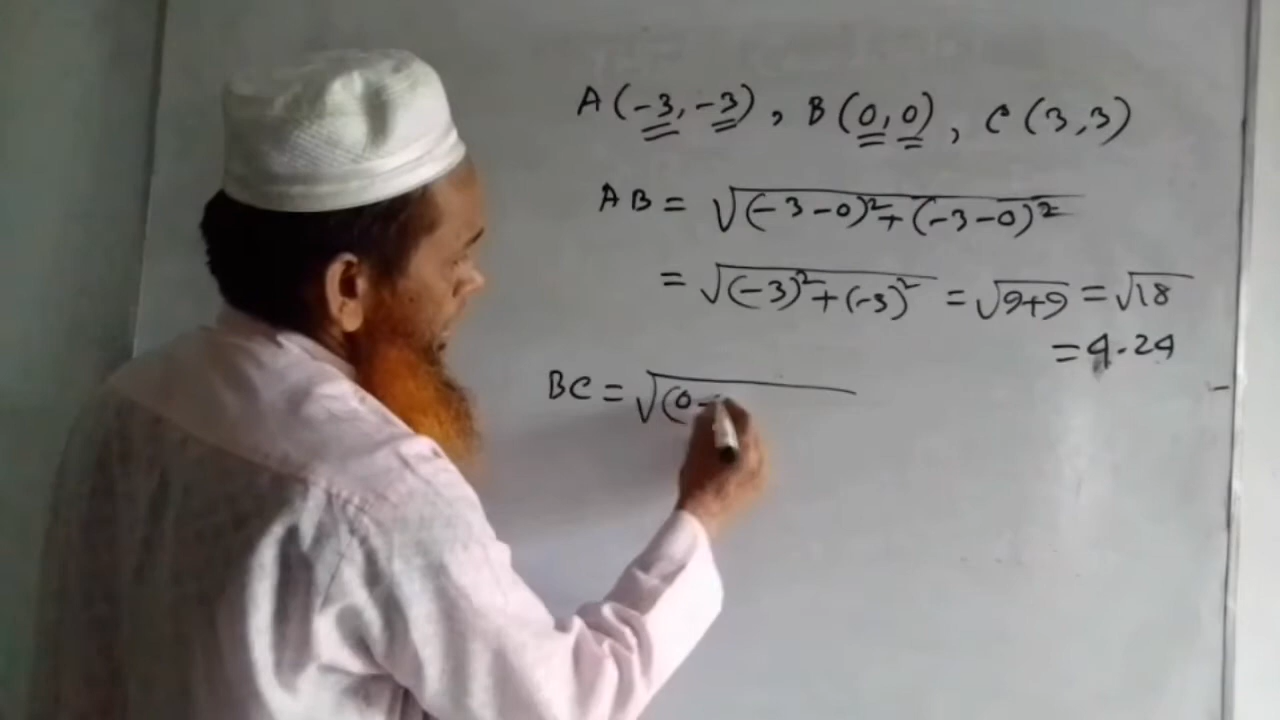 A (-3, -3), B (0, 0), C (3, 3)
AB = √(-3-0)²+(-3-0)²
= √(-3)²+(-3)² = √9+9 = √18
= 4.24
BC = √(0-